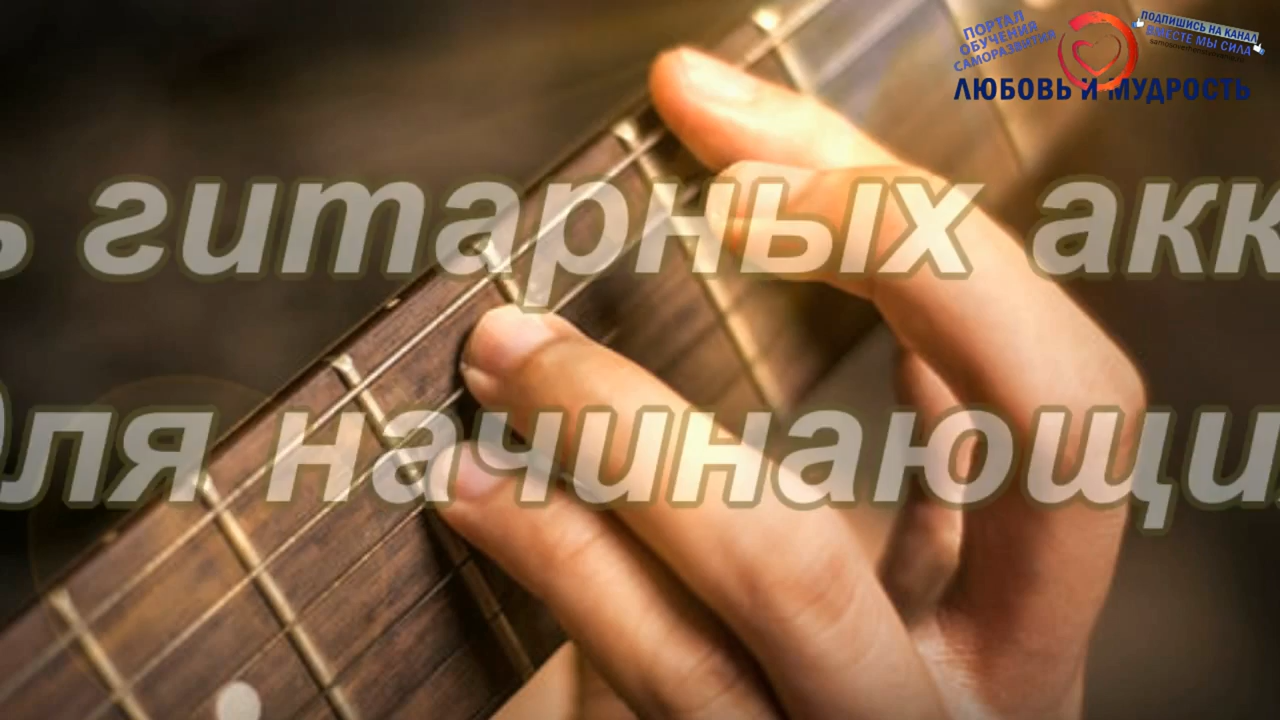 ПОРТАЛ
ОБУЧЕНИЯ
САМОРАЗВИТИЯ
ПОДПИШИСЬ НА КАНАЛ
ВМЕСТЕ МЫ СИЛА
ЛЮБОВЬ И МУДРОСТЬ
ь гитарных акк
для начинающи